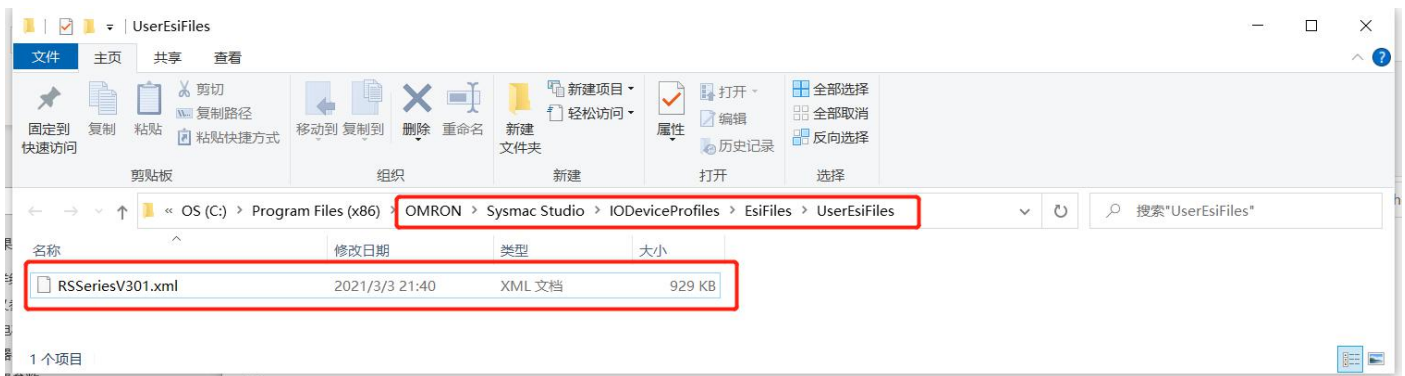 UserEsiFiles
文件 主页 共享 查看
固定到快速访问
复制
粘贴
剪切
复制路径
粘贴快捷方式
剪贴板
移动到
复制到
删除
重命名
组织
新建文件夹
新建项目
轻松访问
新建
属性
打开
编辑
历史记录
打开
全部选择
全部取消
反向选择
选择
« OS (C:) > Program Files (x86) > OMRON > Sysmac Studio > IODeviceProfiles > EsiFiles > UserEsiFiles
搜索"UserEsiFiles"
名称 修改日期 类型 大小
RSSeriesV301.xml 2021/3/3 21:40 XML 文档 929 KB
1 个项目